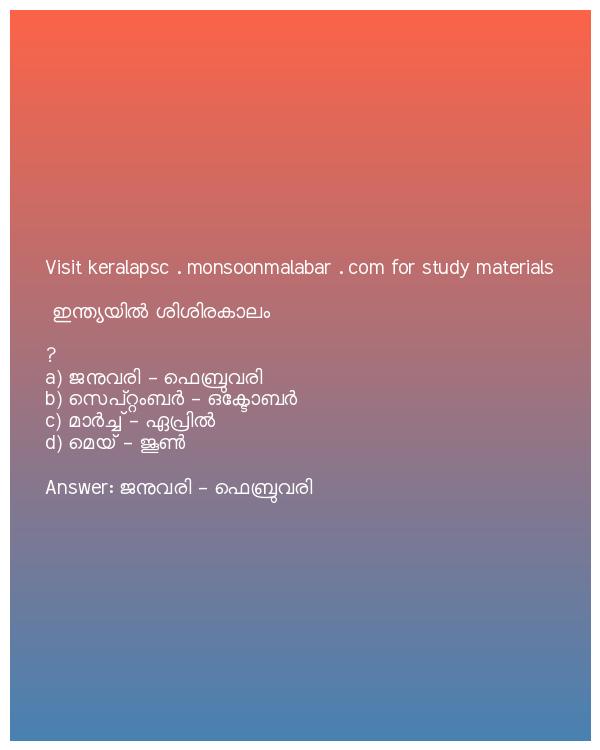 Visit keralapsc . monsoonmalabar . com for study materials
ഇന്ത്യയിൽ ശിശിരകാലം
?
a) ജനുവരി - ഫെബ്രുവരി
b) സെപ്റ്റംബർ - ഒക്ടോബർ
c) മാർച്ച് - ഏപ്രിൽ
d) മെയ് - ജൂൺ
Answer: ജനുവരി - ഫെബ്രുവരി